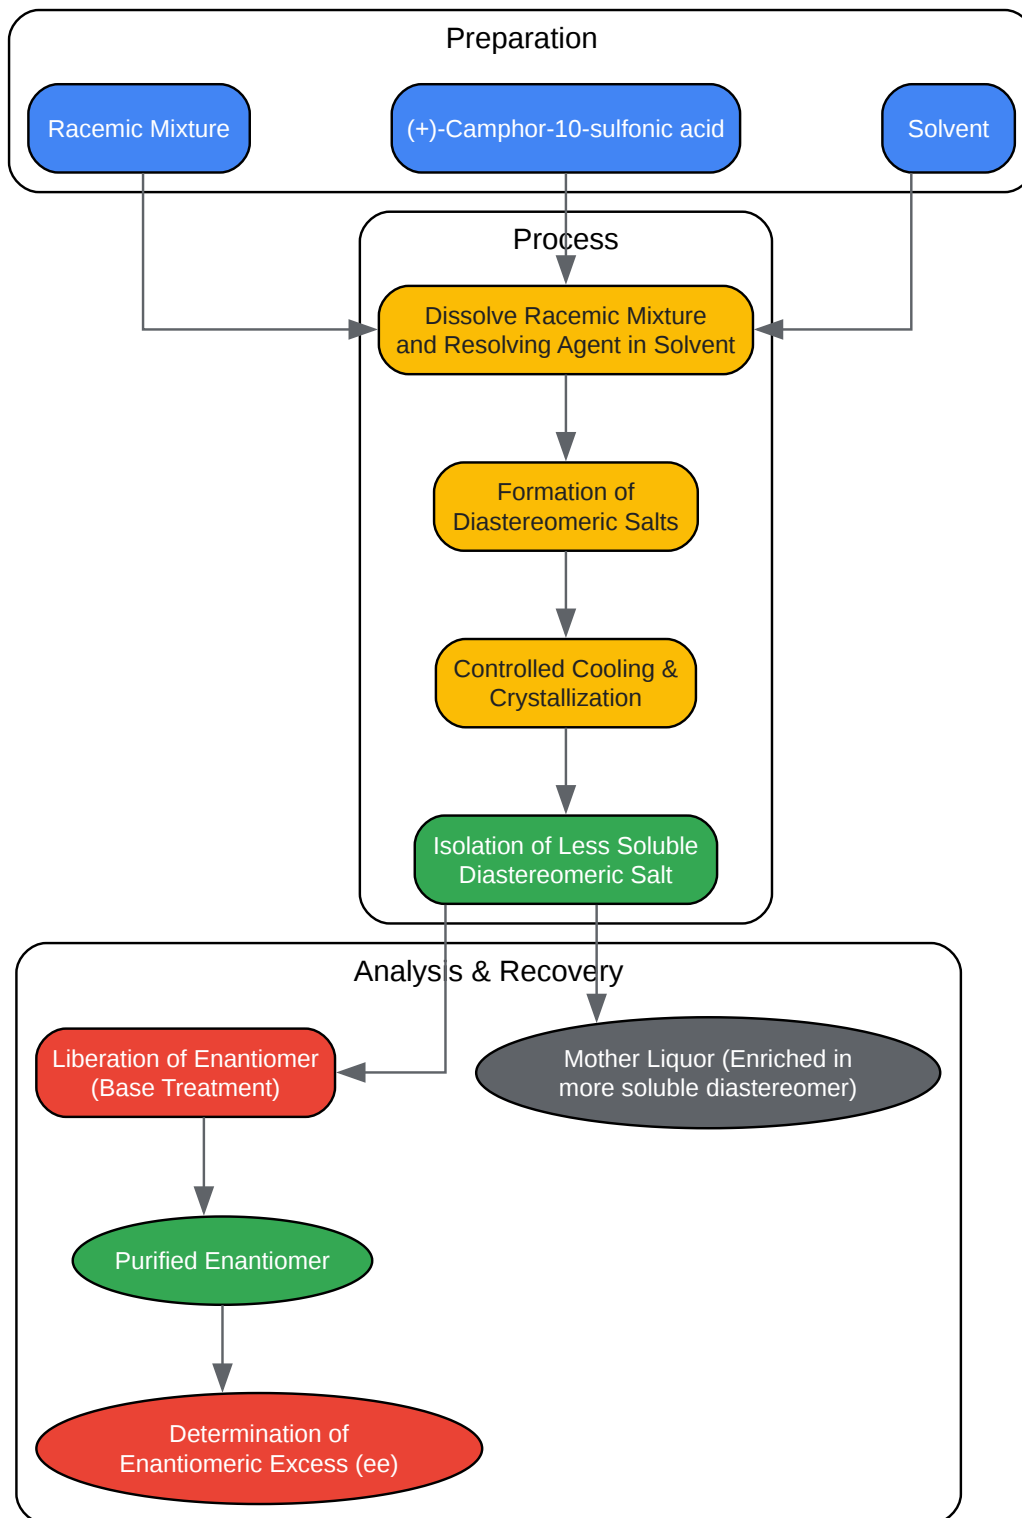 Preparation
Racemic Mixture
(+)-Camphor-10-sulfonic acid
Solvent
Process
Dissolve Racemic Mixture
and Resolving Agent in Solvent
Formation of
Diastereomeric Salts
Controlled Cooling &
Crystallization
Isolation of Less Soluble
Diastereomeric Salt
Analysis & Recovery
Liberation of Enantiomer
(Base Treatment)
Mother Liquor (Enriched in
more soluble diastereomer)
Purified Enantiomer
Determination of
Enantiomeric Excess (ee)